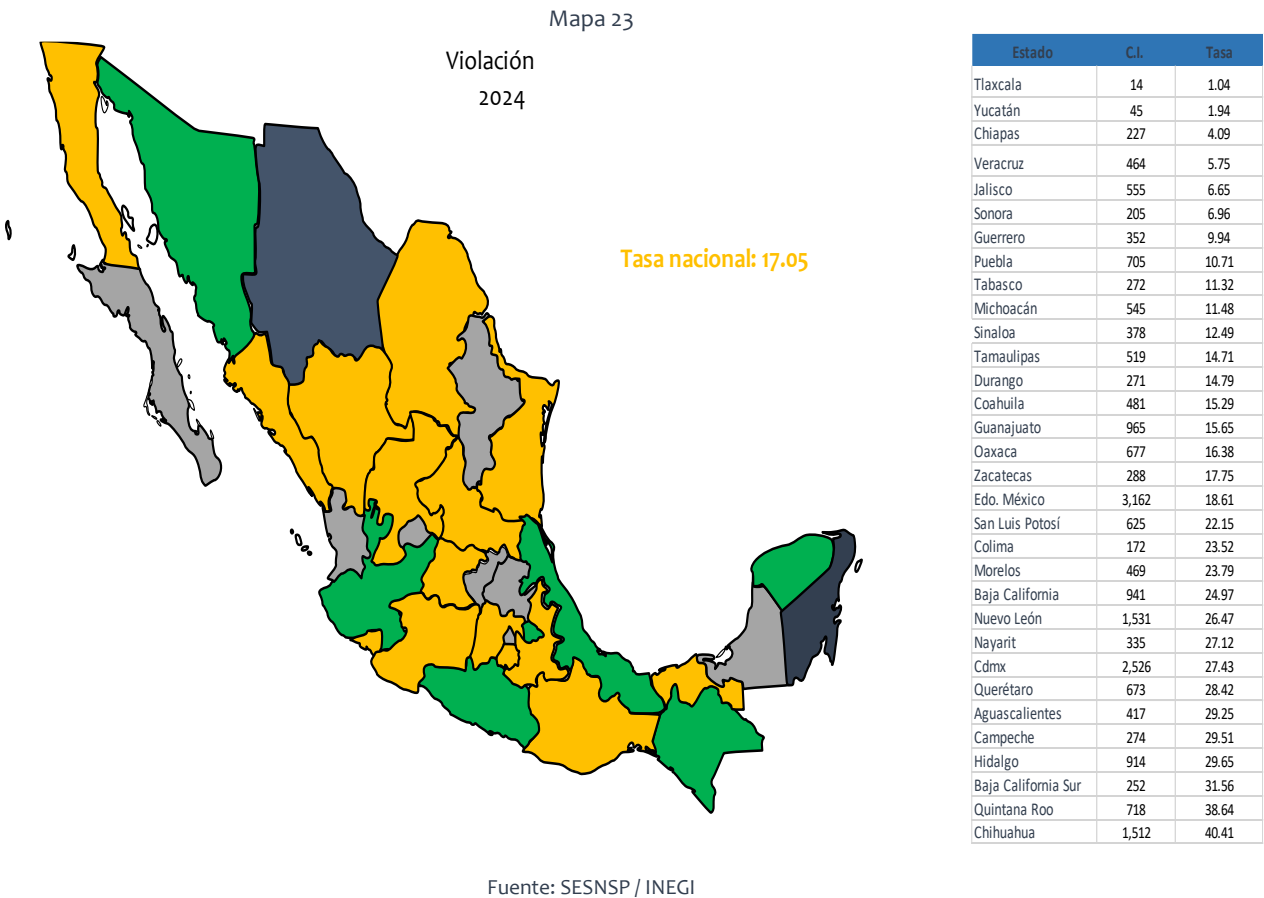 Mapa 23
Violación
2024
Tasa nacional: 17.05
Estado C.I. Tasa
Tlaxcala 14 1.04
Yucatán 45 1.94
Chiapas 227 4.09
Veracruz 464 5.75
Jalisco 555 6.65
Sonora 205 6.96
Guerrero 352 9.94
Puebla 705 10.71
Tabasco 272 11.32
Michoacán 545 11.48
Sinaloa 378 12.49
Tamaulipas 519 14.71
Durango 271 14.79
Coahuila 481 15.29
Guanajuato 965 15.65
Oaxaca 677 16.38
Zacatecas 288 17.75
Edo. México 3,162 18.61
San Luis Potosí 625 22.15
Colima 172 23.52
Morelos 469 23.79
Baja California 941 24.97
Nuevo León 1,531 26.47
Nayarit 335 27.12
Cdmx 2,526 27.43
Querétaro 673 28.42
Aguascalientes 417 29.25
Campeche 274 29.51
Hidalgo 914 29.65
Baja California Sur 252 31.56
Quintana Roo 718 38.64
Chihuahua 1,512 40.41
Fuente: SESNSP / INEGI